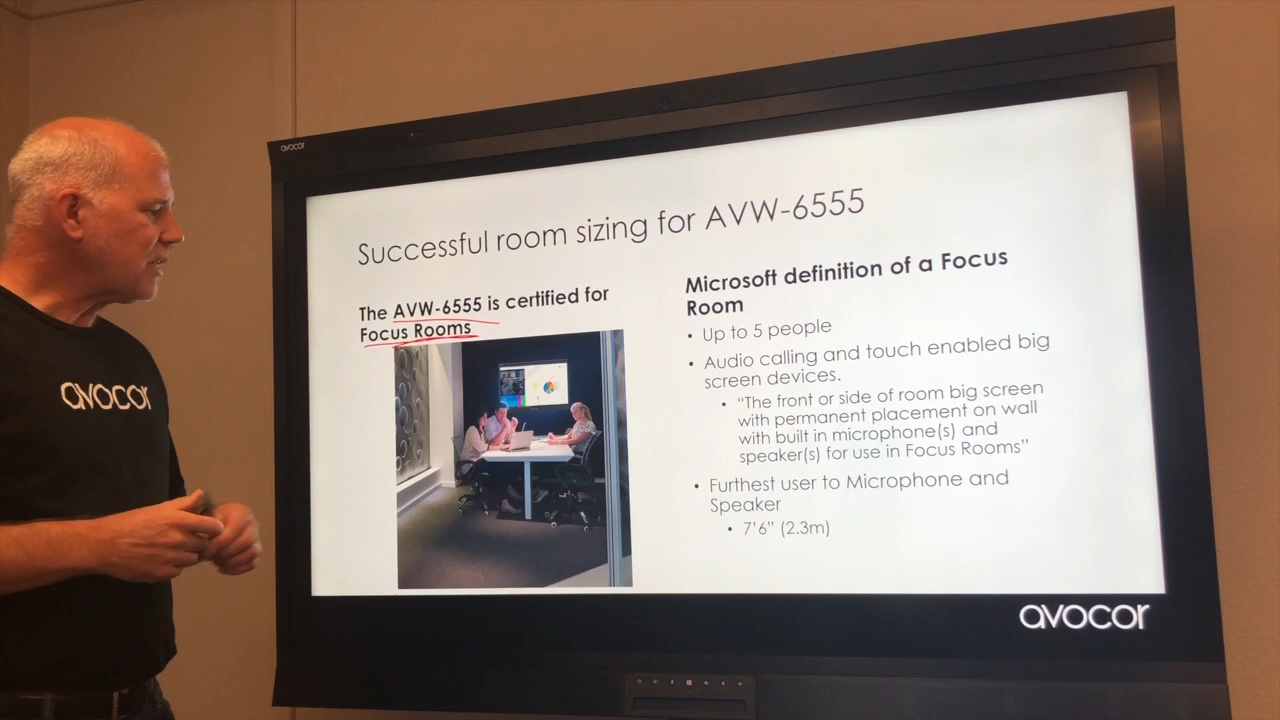 avocor
Successful room sizing for AVW-6555
The AVW-6555 is certified for
Focus Rooms
Microsoft definition of a Focus
Room
• Up to 5 people
• Audio calling and touch enabled big
screen devices.
• “The front or side of room big screen
with permanent placement on wall
with built in microphone(s) and
speaker(s) for use in Focus Rooms”
• Furthest user to Microphone and
Speaker
• 7’6” (2.3m)
avocor
avocor